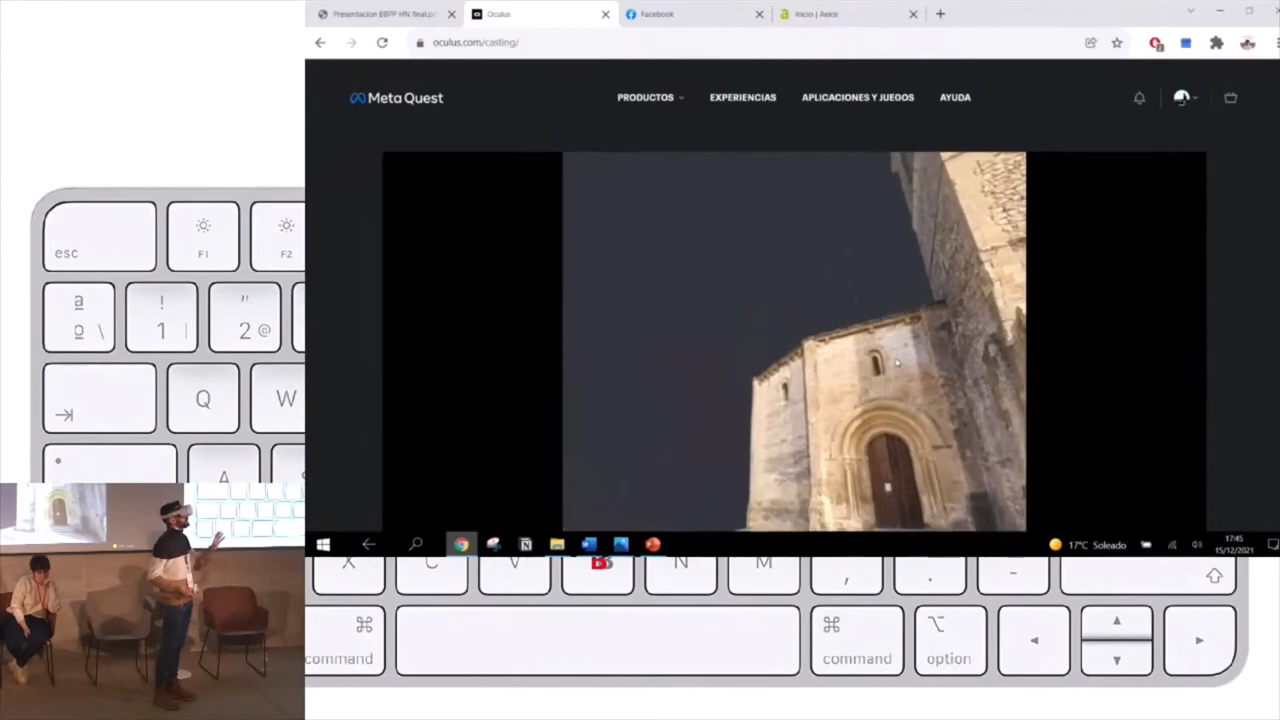 Presentacion BBPP HN final.pd
Oculus
Facebook
Inicio | Aeice
oculus.com/casting/
Meta Quest
PRODUCTOS
EXPERIENCIAS
APLICACIONES Y JUEGOS
AYUDA
esc
F1
F2
ª
º \
!
1 |
"
2 @
Q
W
A
17°C Soleado
17:45
15/12/2021
X
C
V
B
N
M
,
.
-
command
command
option